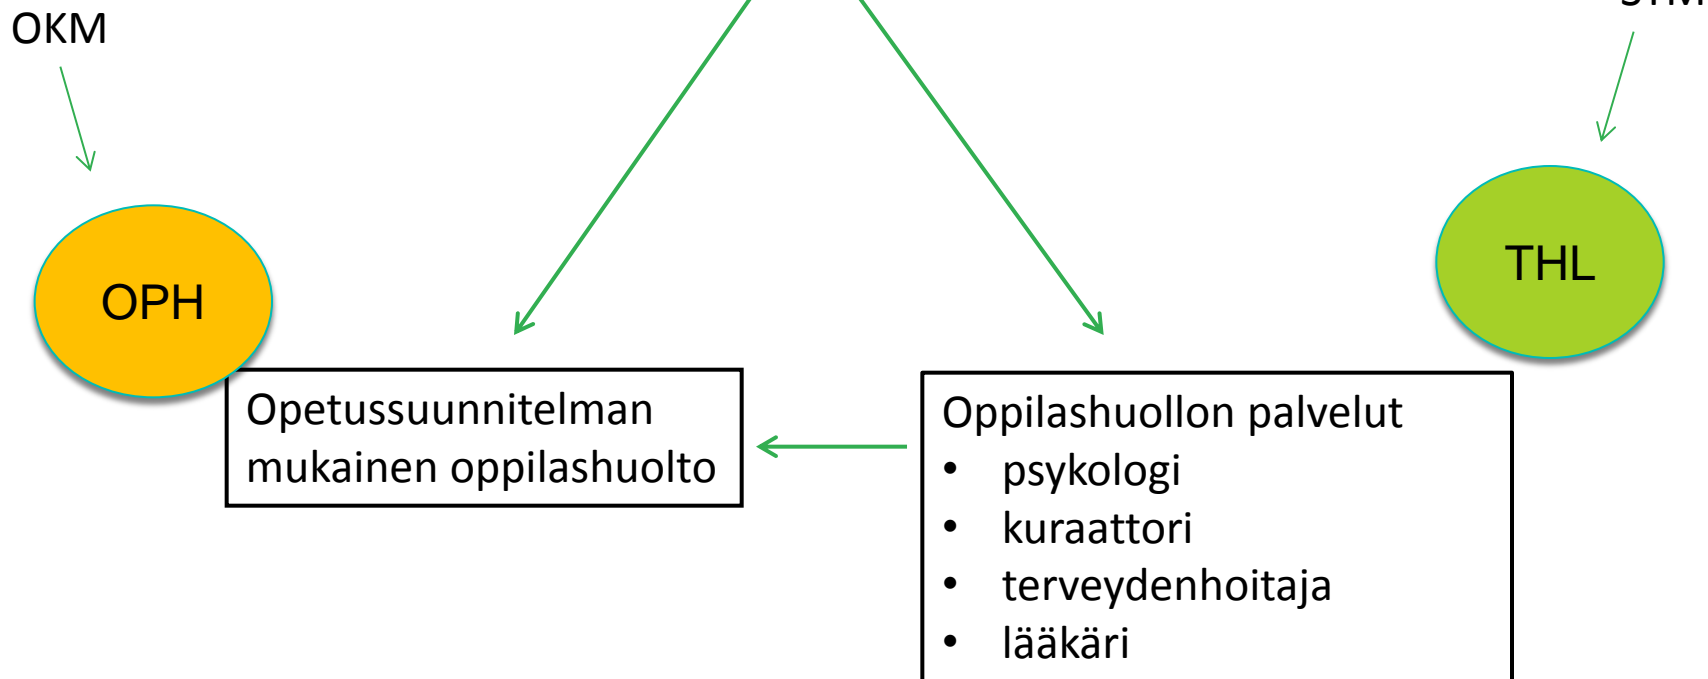 OKM
OPH
THL
Opetussuunnitelman
mukainen oppilashuolto
Oppilashuollon palvelut
• psykologi
• kuraattori
• terveydenhoitaja
• lääkäri